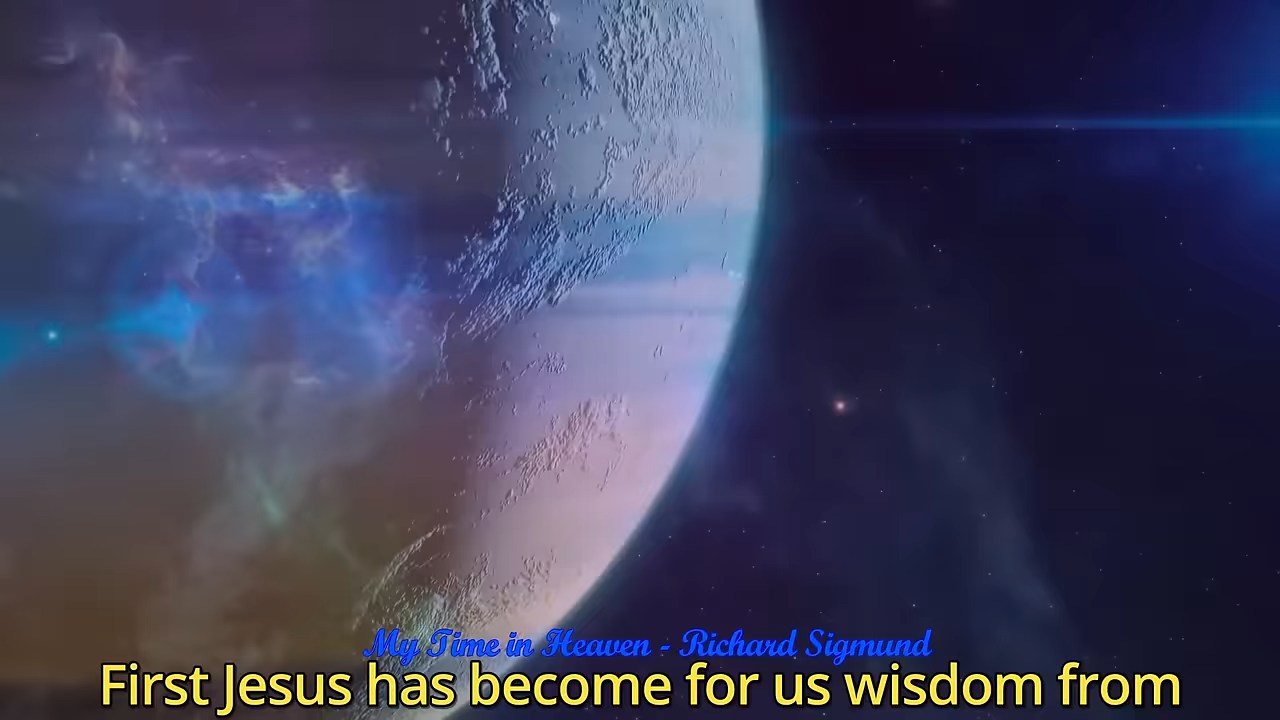 My Time in Heaven - Richard Sigmund
First Jesus has become for us wisdom from